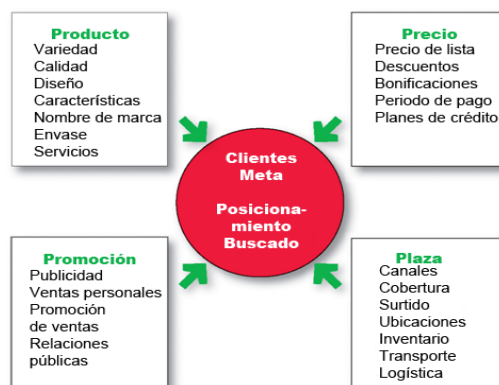 Producto
Variedad
Calidad
Diseño
Características
Nombre de marca
Envase
Servicios
Precio
Precio de lista
Descuentos
Bonificaciones
Periodo de pago
Planes de crédito
Clientes
Meta
Posiciona-
miento
Buscado
Promoción
Publicidad
Ventas personales
Promoción
de ventas
Relaciones
públicas
Plaza
Canales
Cobertura
Surtido
Ubicaciones
Inventario
Transporte
Logística